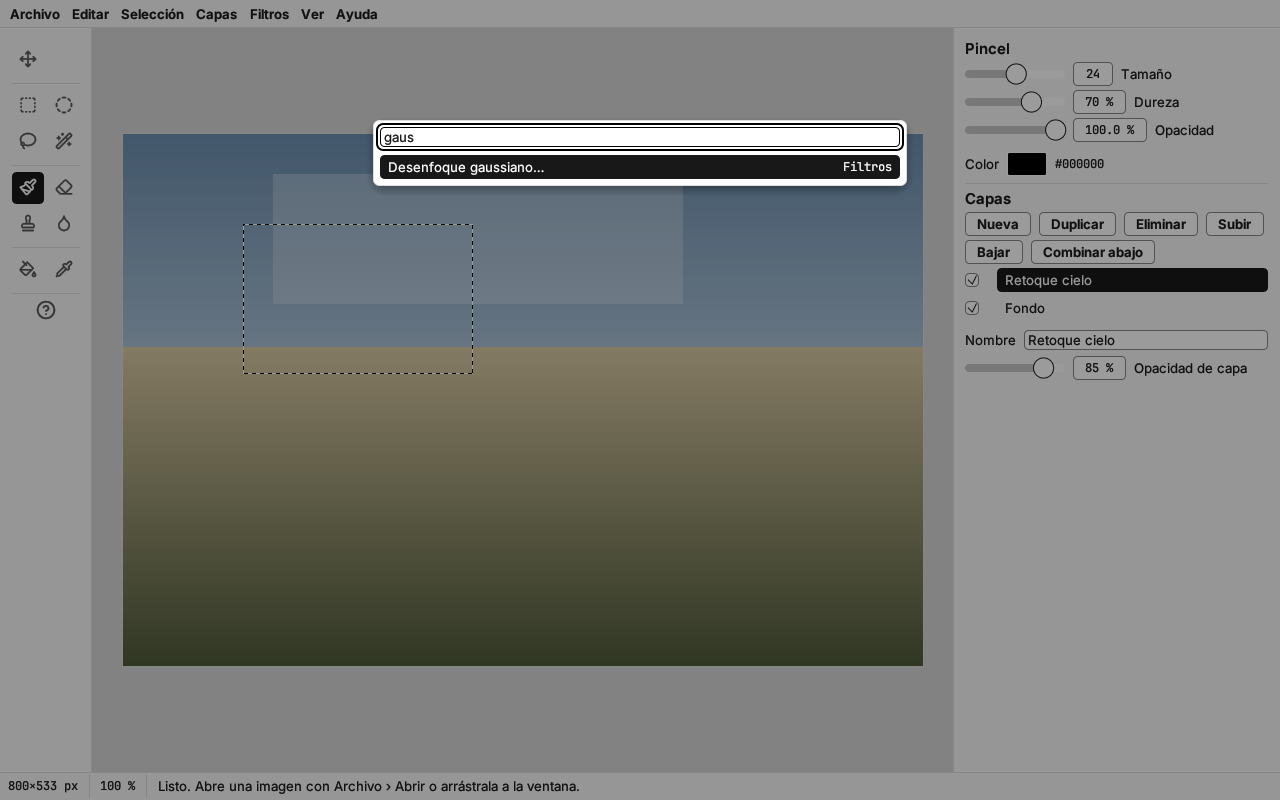 Archivo Editar Selección Capas Filtros Ver Ayuda
gaus
Desenfoque gaussiano... Filtros
Pincel
24 Tamaño
70 % Dureza
100.0 % Opacidad
Color #000000
Capas
Nueva Duplicar Eliminar Subir
Bajar Combinar abajo
Retoque cielo
Fondo
Nombre Retoque cielo
85 % Opacidad de capa
800×533 px 100 % Listo. Abre una imagen con Archivo › Abrir o arrástrala a la ventana.